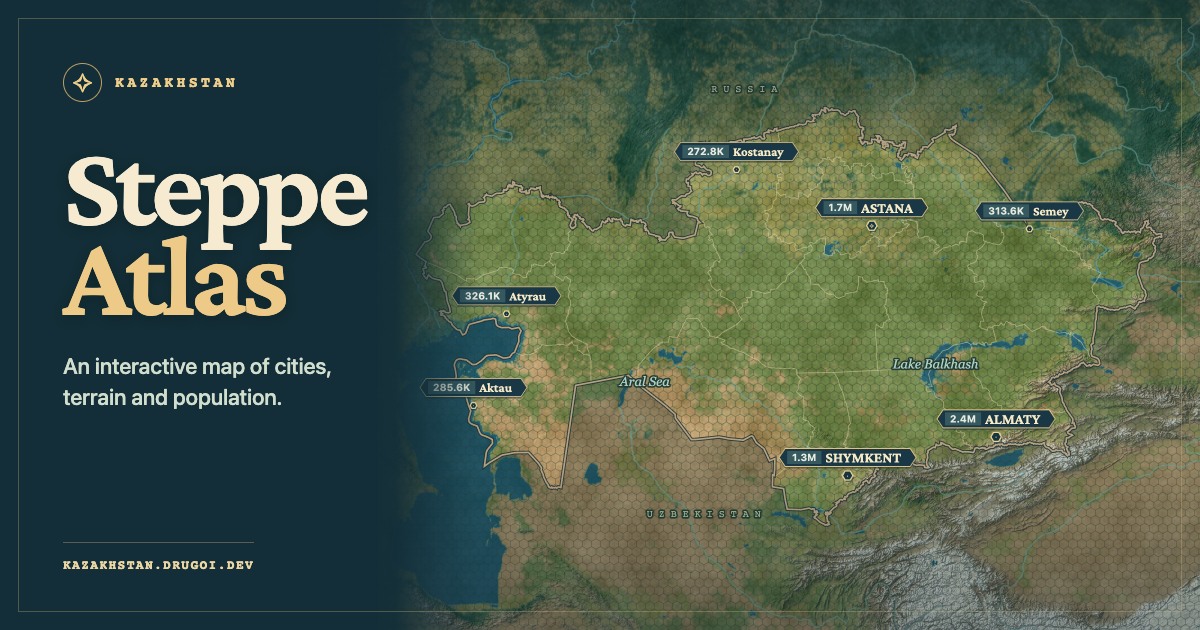 KAZAKHSTAN
Steppe
Atlas
An interactive map of cities,
terrain and population.
KAZAKHSTAN.DRUGOI.DEV
RUSSIA
272.8K Kostanay
1.7M ASTANA
313.6K Semey
326.1K Atyrau
Lake Balkhash
Aral Sea
285.6K Aktau
2.4M ALMATY
1.3M SHYMKENT
UZBEKISTAN